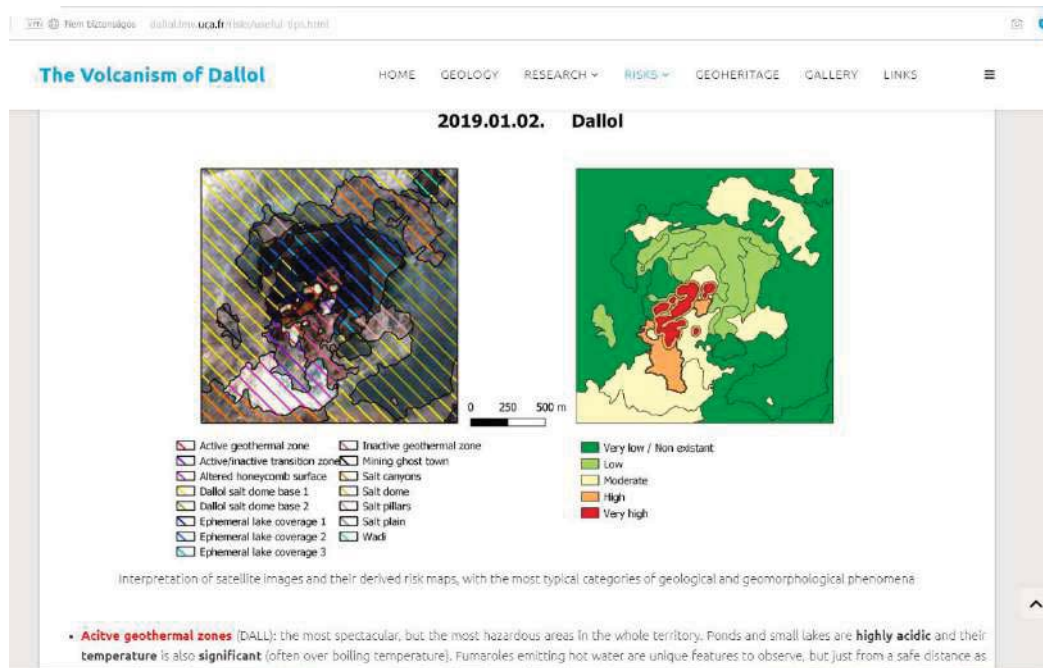 VPN Nem biztonságos dallol.lmv.uca.fr/risks/useful-tips.html
The Volcanism of Dallol HOME GEOLOGY RESEARCH RISKS GEOHERITAGE GALLERY LINKS
2019.01.02. Dallol
0 250 500 m
Active geothermal zone
Active/inactive transition zone
Altered honeycomb surface
Dallol salt dome base 1
Dallol salt dome base 2
Ephemeral lake coverage 1
Ephemeral lake coverage 2
Ephemeral lake coverage 3
Inactive geothermal zone
Mining ghost town
Salt canyons
Salt dome
Salt pillars
Salt plain
Wadi
Very low / Non existant
Low
Moderate
High
Very high
Interpretation of satellite images and their derived risk maps, with the most typical categories of geological and geomorphological phenomena
• Acitve geothermal zones (DALL): the most spectacular, but the most hazardous areas in the whole territory. Ponds and small lakes are highly acidic and their
temperature is also significant (often over boiling temperature). Fumaroles emitting hot water are unique features to observe, but just from a safe distance as